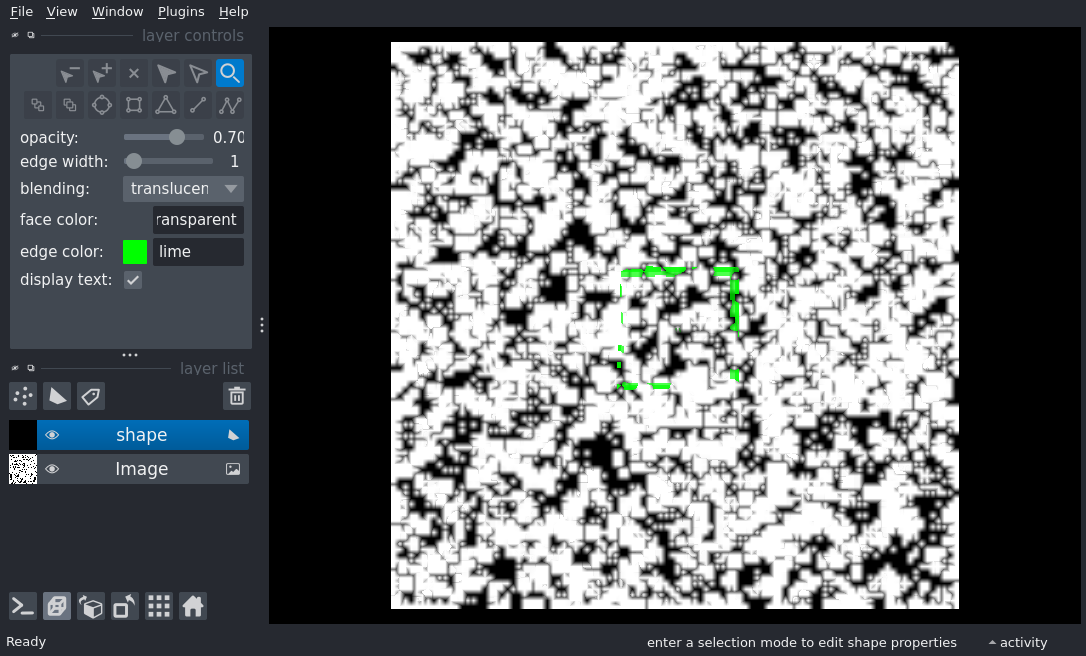 File View Window Plugins Help
layer controls
opacity: 0.70
edge width: 1
blending: translucen
face color: ransparent
edge color: lime
display text:
layer list
shape
Image
Ready enter a selection mode to edit shape properties activity